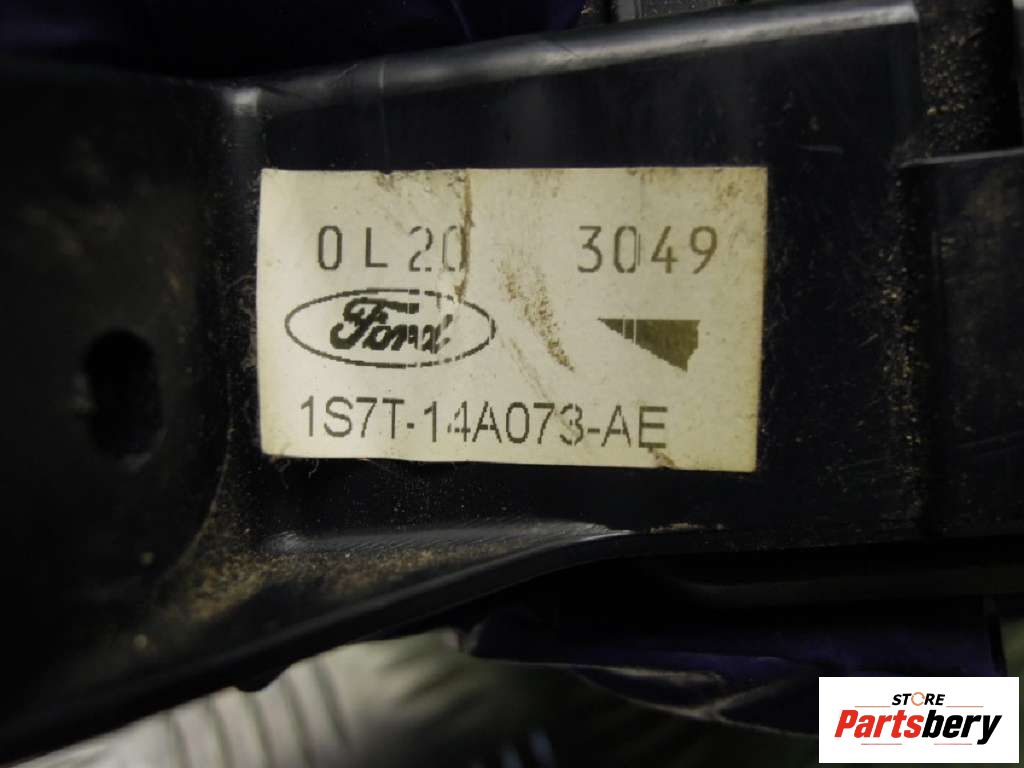 0L20 3049
Ford
1S7T-14A073-AE
STORE
Partsbery